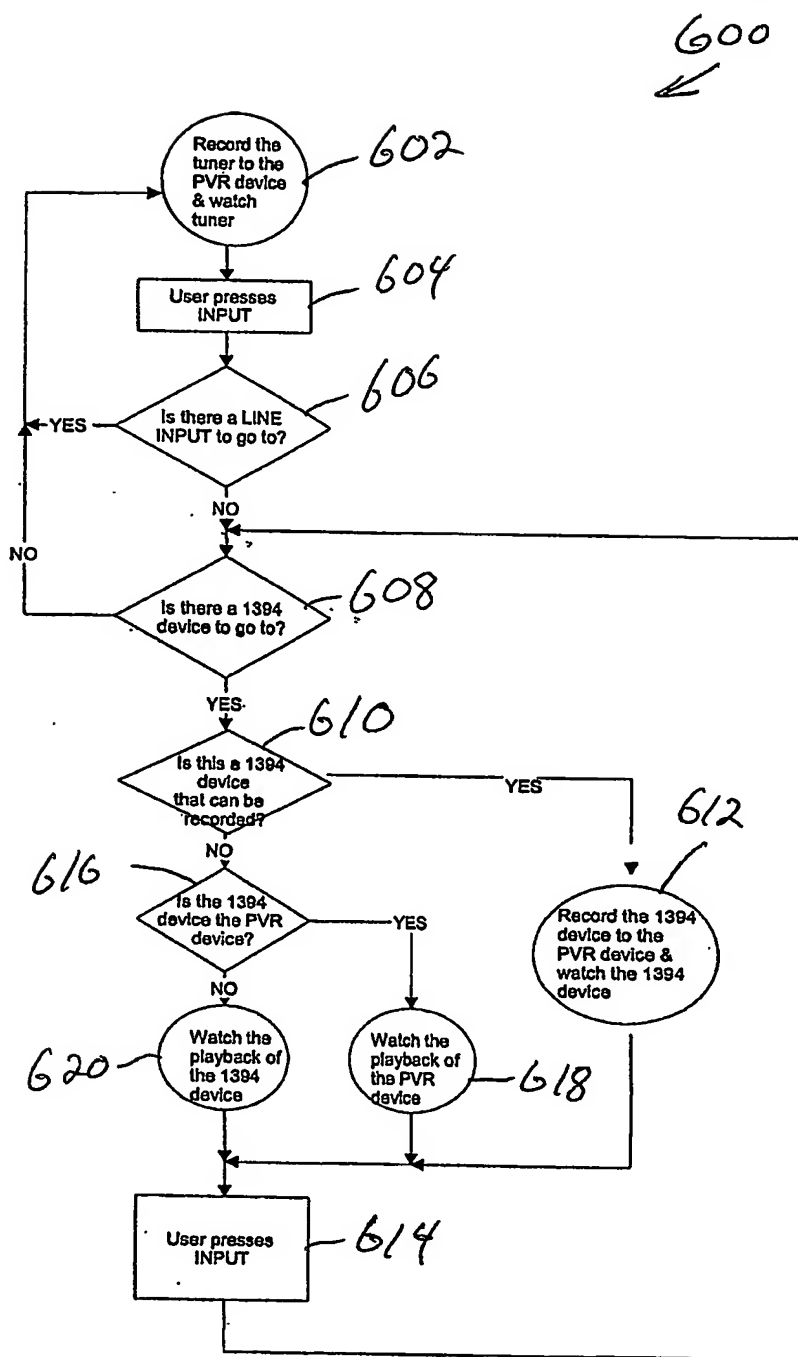 600
Record the
tuner to the
PVR device
& watch
tuner
602
User presses
INPUT
604
Is there a LINE
INPUT to go to?
606
YES
NO
NO
Is there a 1394
device to go to?
608
YES
610
Is this a 1394
device
that can be
recorded?
YES
NO
612
616
Is the 1394
device the PVR
device?
YES
Record the 1394
device to the
PVR device &
watch the 1394
device
NO
Watch the
playback of
the 1394
device
620
Watch the
playback of
the PVR
device
618
User presses
INPUT
614